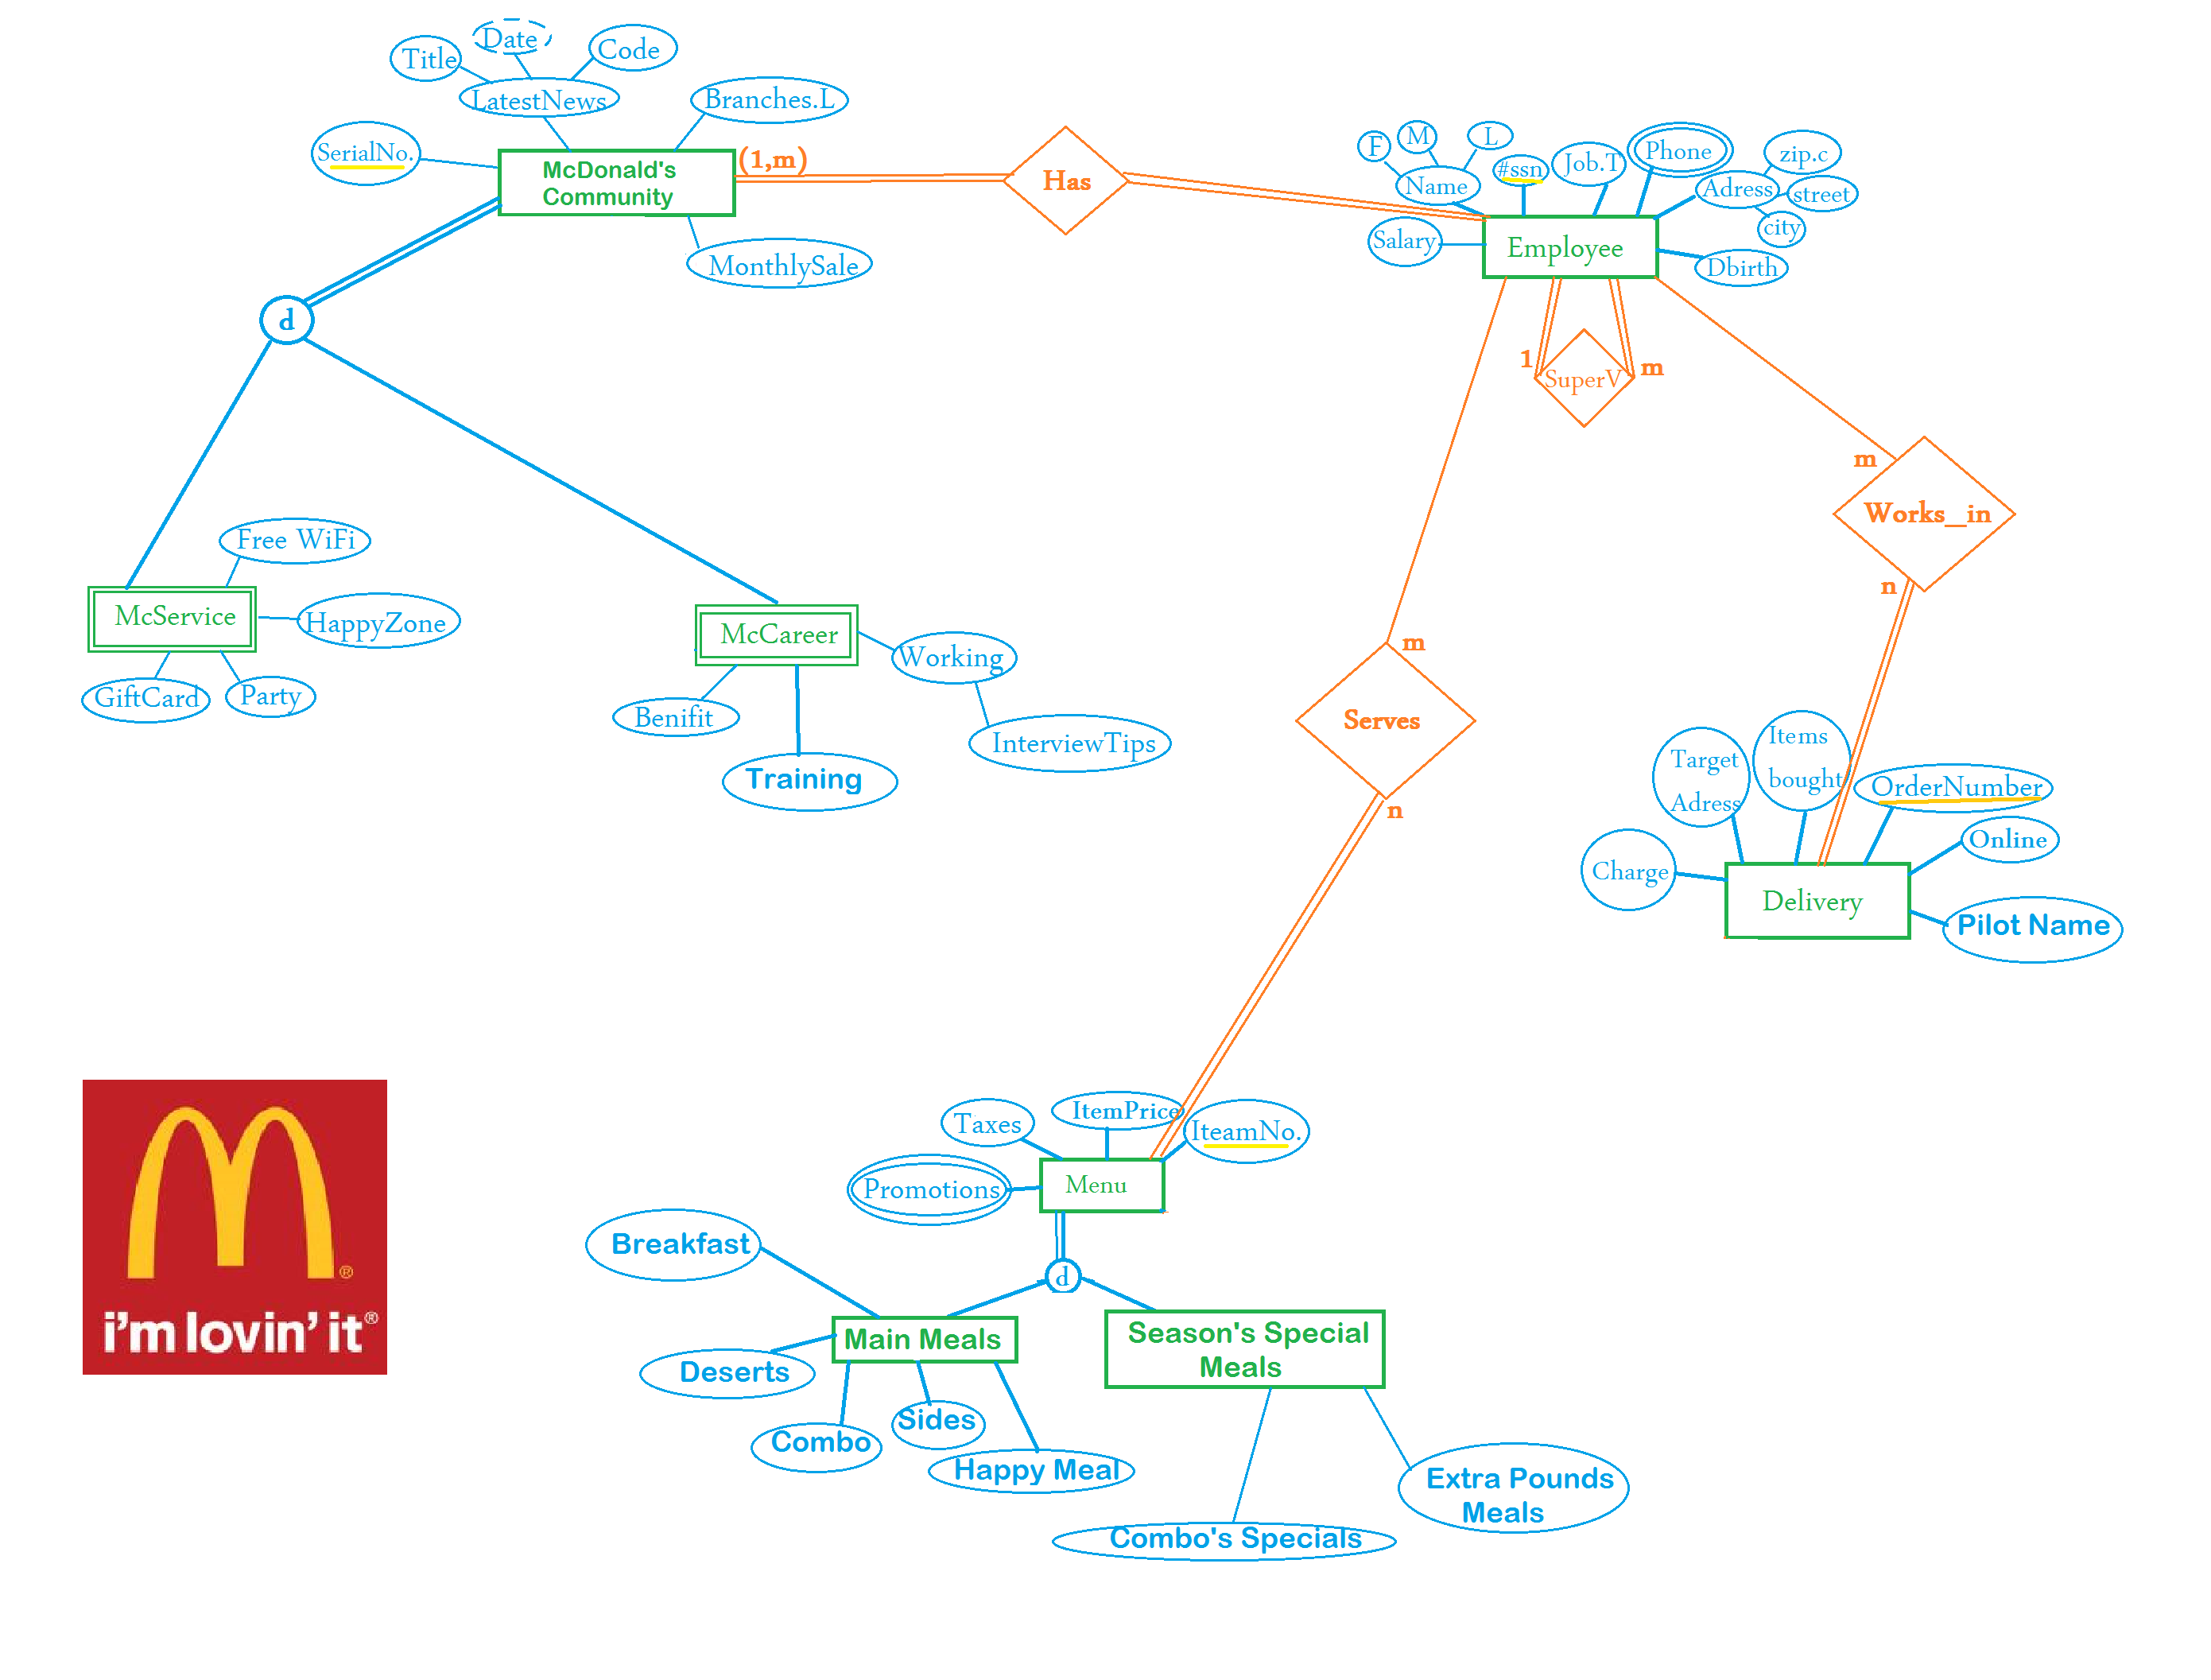 Date
Code
Title
LatestNews
Branches.L
SerialNo.
McDonald's
Community
(1,m)
MonthlySale
Has
F
M
L
#ssn
Job.T
Phone
zip.c
Name
Adress
street
city
Salary
Employee
Dbirth
d
1
SuperV
m
m
Works_in
n
Free WiFi
McService
HappyZone
GiftCard
Party
McCareer
Working
Benifit
InterviewTips
Training
m
Serves
n
Target
Adress
Items
bought
OrderNumber
Online
Charge
Delivery
Pilot Name
Taxes
ItemPrice
IteamNo.
Promotions
Menu
Breakfast
d
Main Meals
Season's Special
Meals
Deserts
Combo
Sides
Happy Meal
Extra Pounds
Meals
Combo's Specials
®
i'm lovin' it®